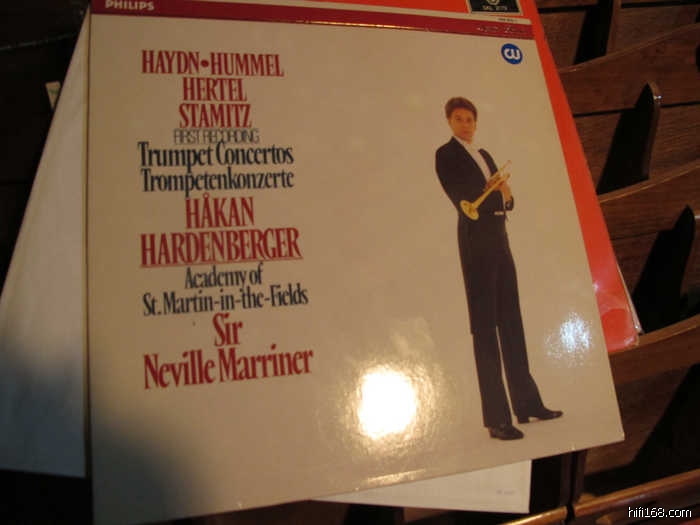 PHILIPS
HAYDN • HUMMEL
HERTEL
STAMITZ
FIRST RECORDING
Trumpet Concertos
Trompetenkonzerte
HÅKAN
HARDENBERGER
Academy of
St. Martin-in-the-Fields
Sir
Neville Marriner
hifi168.com